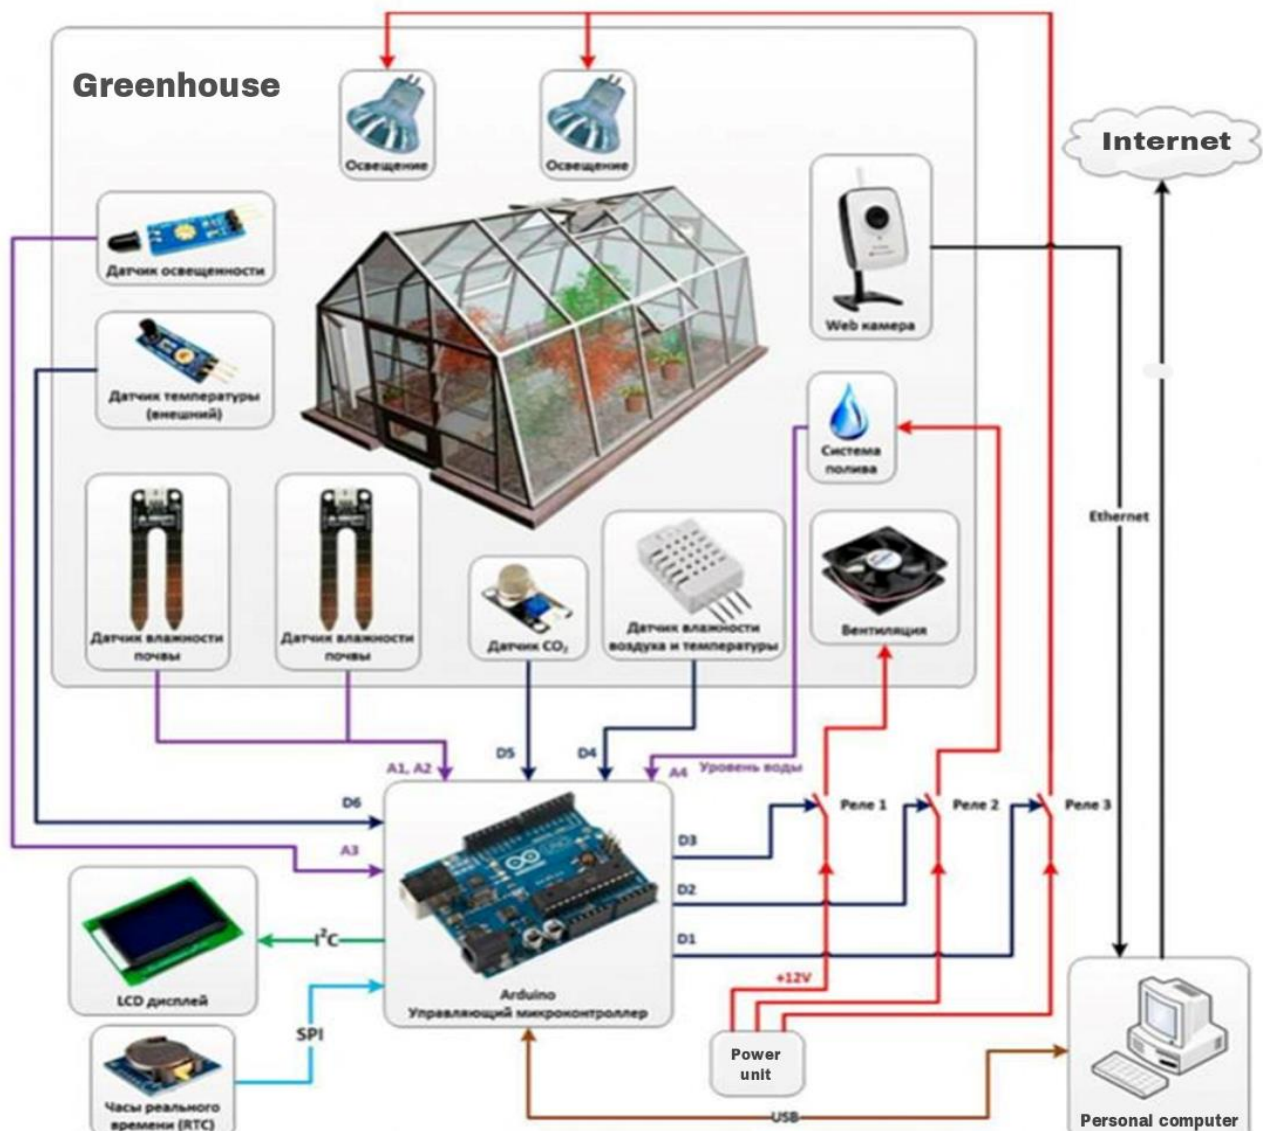 Greenhouse
Освещение
Освещение
Internet
Датчик освещенности
Web камера
Датчик температуры
(внешний)
Система
полива
Ethernet
Датчик влажности
почвы
Датчик влажности
почвы
Датчик CO₂
Датчик влажности
воздуха и температуры
Вентиляция
A1, A2
D5
D4
A4
Уровень воды
D6
Реле 1
Реле 2
Реле 3
A3
D3
D2
D1
I²C
+12V
LCD дисплей
Arduino
Управляющий микроконтроллер
SPI
Power
unit
Часы реального
времени (RTC)
USB
Personal computer